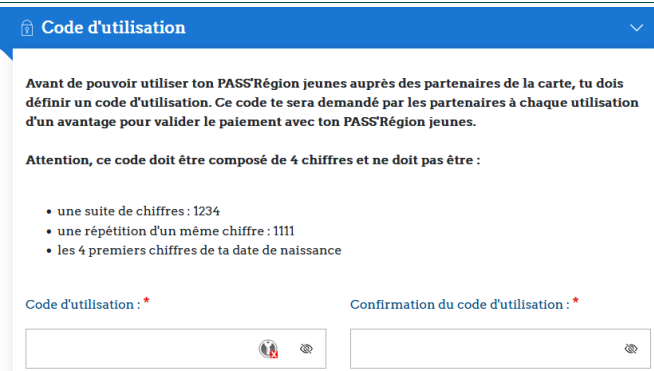 Code d'utilisation
Avant de pouvoir utiliser ton PASS'Région jeunes auprès des partenaires de la carte, tu dois
définir un code d'utilisation. Ce code te sera demandé par les partenaires à chaque utilisation
d'un avantage pour valider le paiement avec ton PASS'Région jeunes.
Attention, ce code doit être composé de 4 chiffres et ne doit pas être :
• une suite de chiffres : 1234
• une répétition d'un même chiffre : 1111
• les 4 premiers chiffres de ta date de naissance
Code d'utilisation : *
Confirmation du code d'utilisation : *